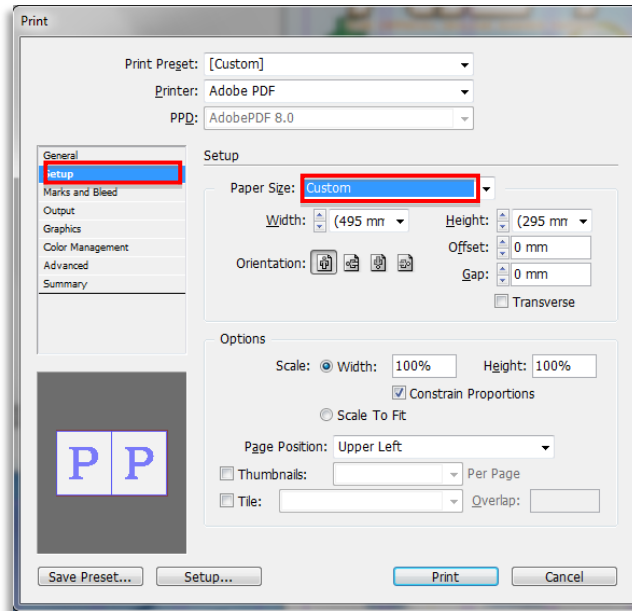 Print
Print Preset: [Custom]
Printer: Adobe PDF
PPD: AdobePDF 8.0
General
Setup
Marks and Bleed
Output
Graphics
Color Management
Advanced
Summary
Setup
Paper Size: Custom
Width: (495 mm Height: (295 mm
Orientation: Offset: 0 mm
Gap: 0 mm
Transverse
Options
Scale: Width: 100% Height: 100%
Constrain Proportions
Scale To Fit
Page Position: Upper Left
Thumbnails: Per Page
Tile: Overlap:
P P
Save Preset... Setup... Print Cancel